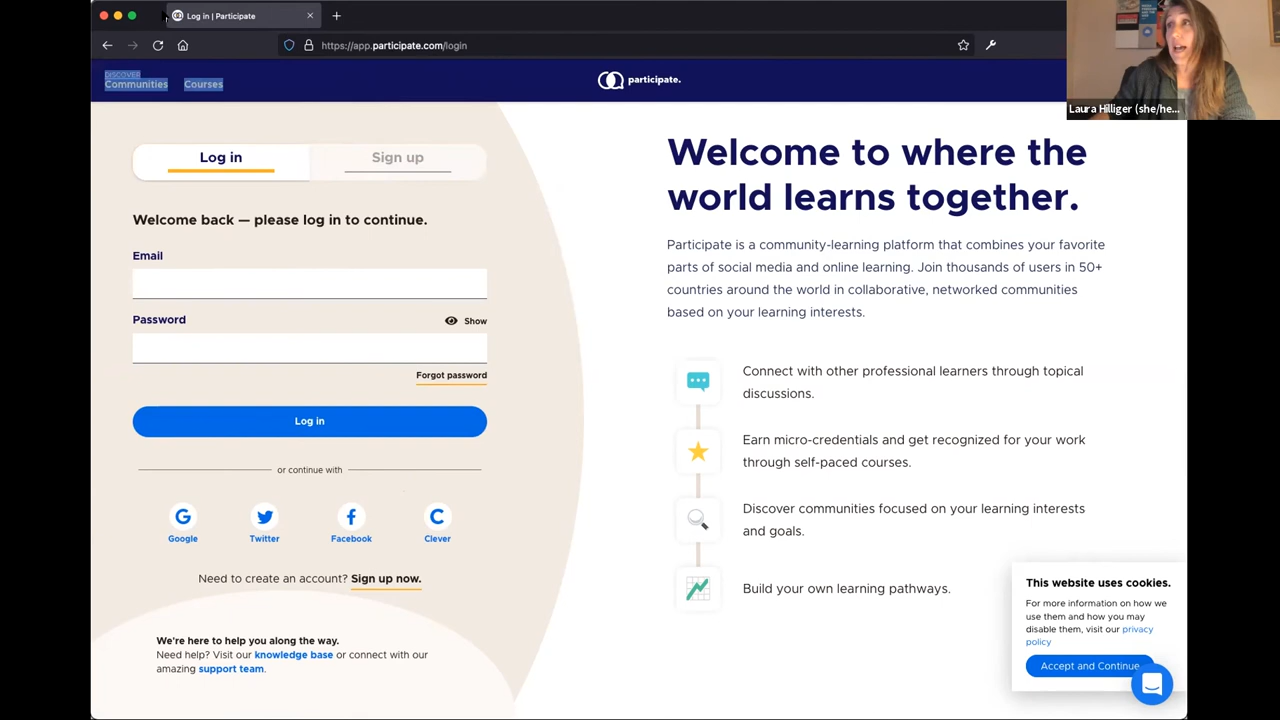 Log in | Participate
https://app.participate.com/login
DISCOVER
Communities
Courses
participate.
Laura Hilliger (she/he...
Log in
Sign up
Welcome back — please log in to continue.
Email
Password
Show
Forgot password
Log in
or continue with
Google
Twitter
Facebook
Clever
Need to create an account? Sign up now.
We're here to help you along the way.
Need help? Visit our knowledge base or connect with our
amazing support team.
Welcome to where the
world learns together.
Participate is a community-learning platform that combines your favorite
parts of social media and online learning. Join thousands of users in 50+
countries around the world in collaborative, networked communities
based on your learning interests.
Connect with other professional learners through topical
discussions.
Earn micro-credentials and get recognized for your work
through self-paced courses.
Discover communities focused on your learning interests
and goals.
Build your own learning pathways.
This website uses cookies.
For more information on how we
use them and how you may
disable them, visit our privacy
policy
Accept and Continue